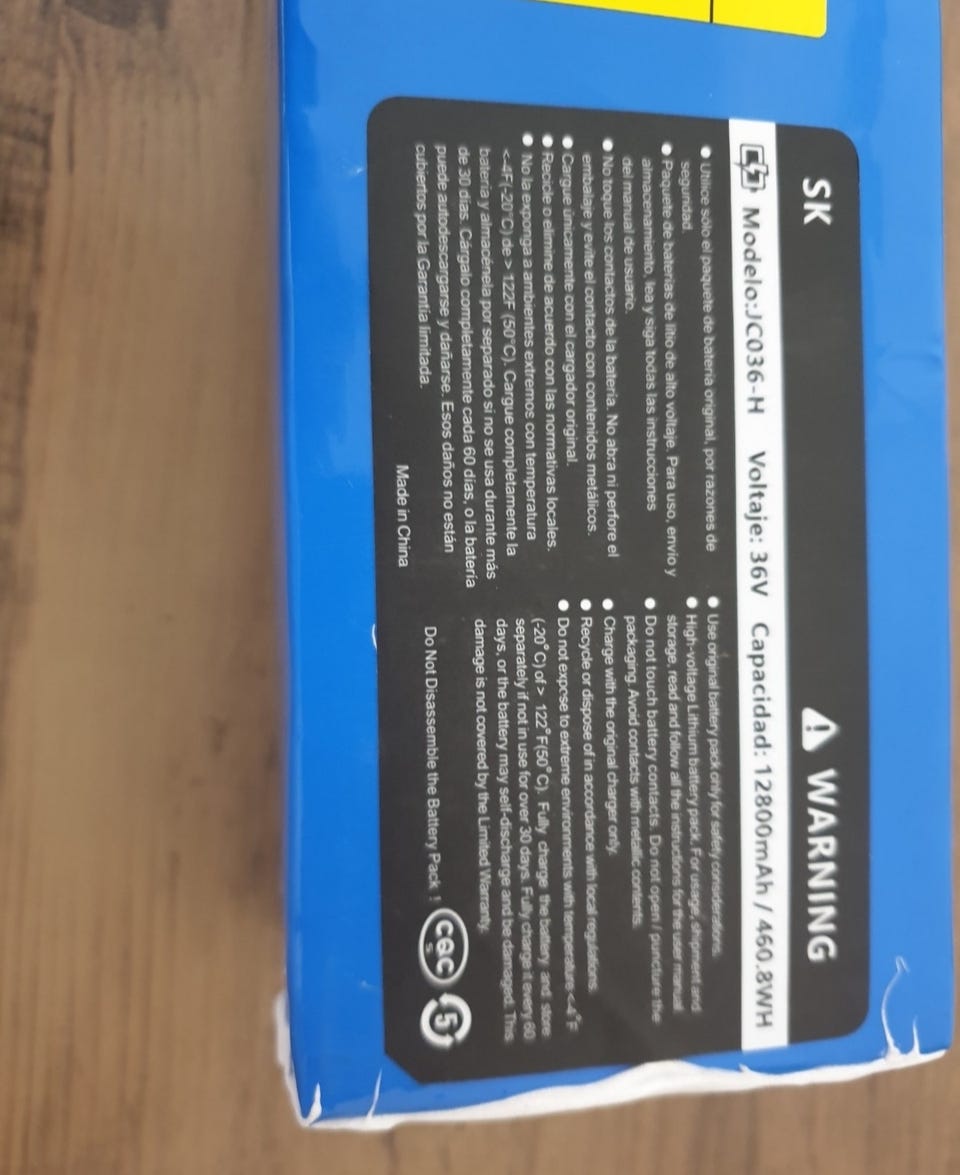 SK
WARNING
Modelo:JC036-H Voltaje: 36V Capacidad: 12800mAh / 460.8WH
● Utilice solo el paquete de batería original, por razones de
seguridad.
● Paquete de baterías de litio de alto voltaje. Para uso, envío y
almacenamiento, lea y siga todas las instrucciones
del manual de usuario.
● No toque los contactos de la batería. No abra ni perfore el
embalaje y evite el contacto con contenidos metálicos.
● Cargue únicamente con el cargador original.
● Recicle o elimine de acuerdo con las normativas locales.
● No la exponga a ambientes extremos con temperatura
<-4F(-20°C) de > 122F (50°C). Cargue completamente la
batería y almacénela por separado si no se usa durante más
de 30 días. Cárgalo completamente cada 60 días, o la batería
puede autodescargarse y dañarse. Esos daños no están
cubiertos por la Garantía limitada.
Made in China
● Use original battery pack only for safety considerations.
● High-voltage Lithium battery pack. For usage, shipment and
storage, read and follow all the instructions for the user manual
● Do not touch battery contacts. Do not open / puncture the
packaging. Avoid contacts with metallic contents.
● Charge with the original charger only.
● Recycle or dispose of in accordance with local regulations.
● Do not expose to extreme environments with temperature<-4°F
(-20°C) of > 122°F(50°C). Fully charge the battery and store
separately if not in use for over 30 days. Fully charge it every 60
days, or the battery may self-discharge and be damaged. This
damage is not covered by the Limited Warranty.
Do Not Disassemble the Battery Pack !
CQC
S
5